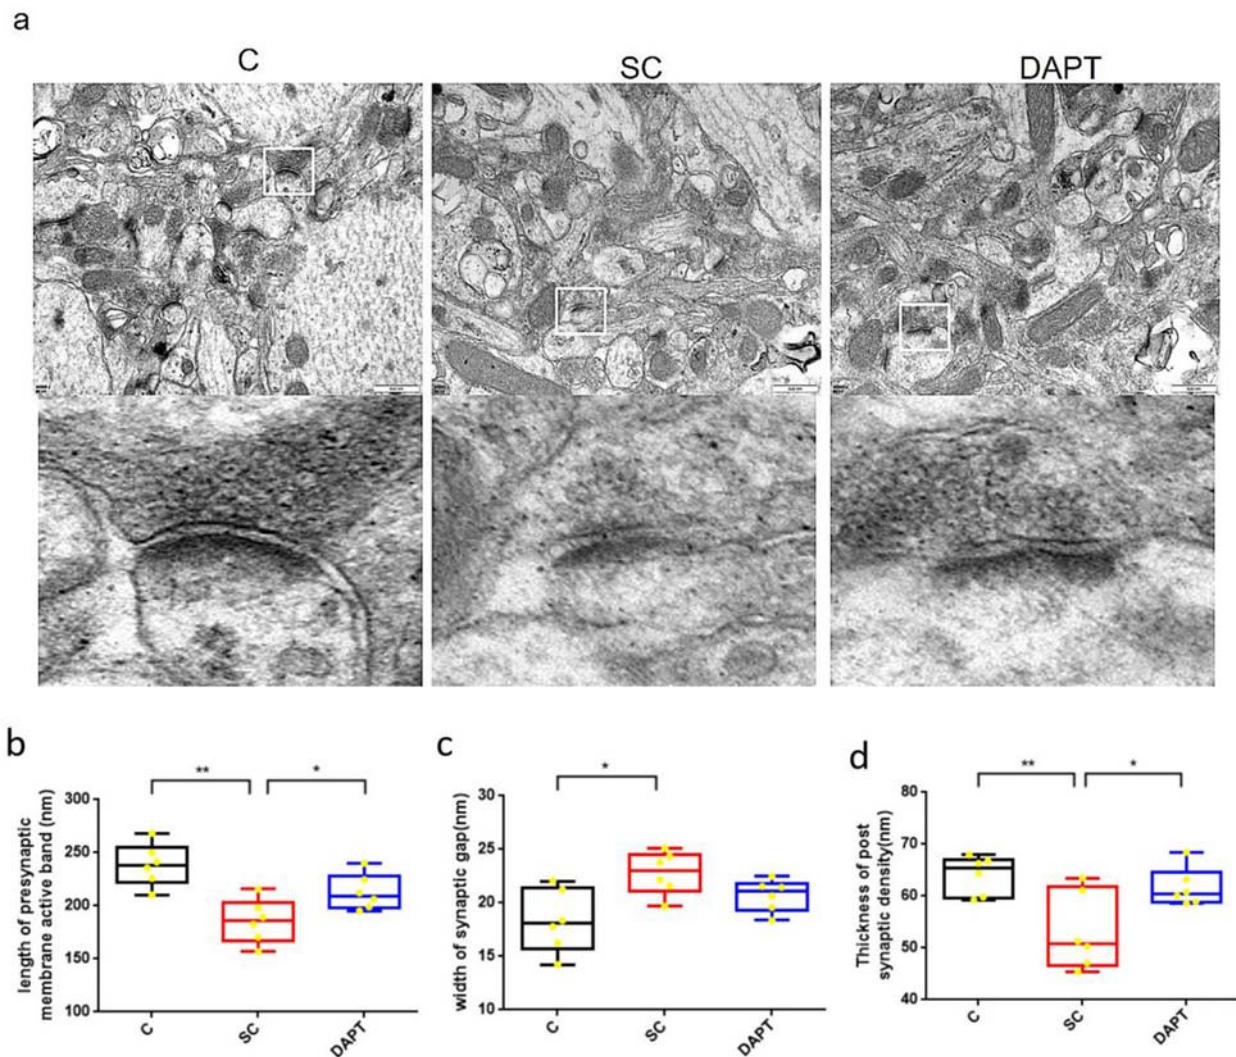 a
C
SC
DAPT
b
length of presynaptic
membrane active band (nm)
300
250
200
150
100
**
*
C
SC
DAPT
c
width of synaptic gap(nm)
30
25
20
15
10
*
C
SC
DAPT
d
Thickness of post
synaptic density(nm)
80
70
60
50
40
**
*
C
SC
DAPT